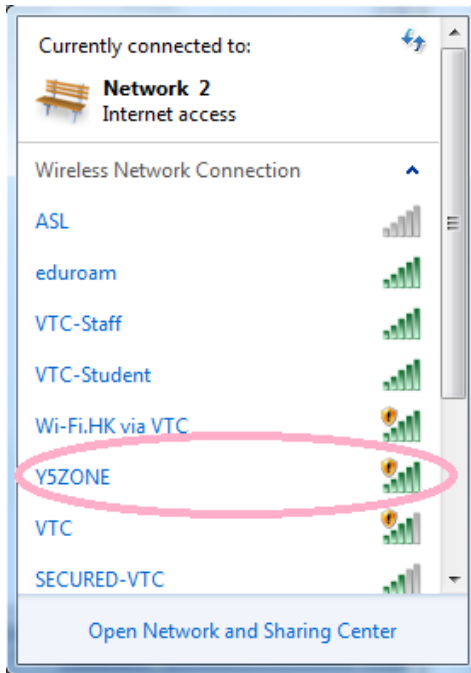 Currently connected to:
Network 2
Internet access
Wireless Network Connection
ASL
eduroam
VTC-Staff
VTC-Student
Wi-Fi.HK via VTC
Y5ZONE
VTC
SECURED-VTC
Open Network and Sharing Center